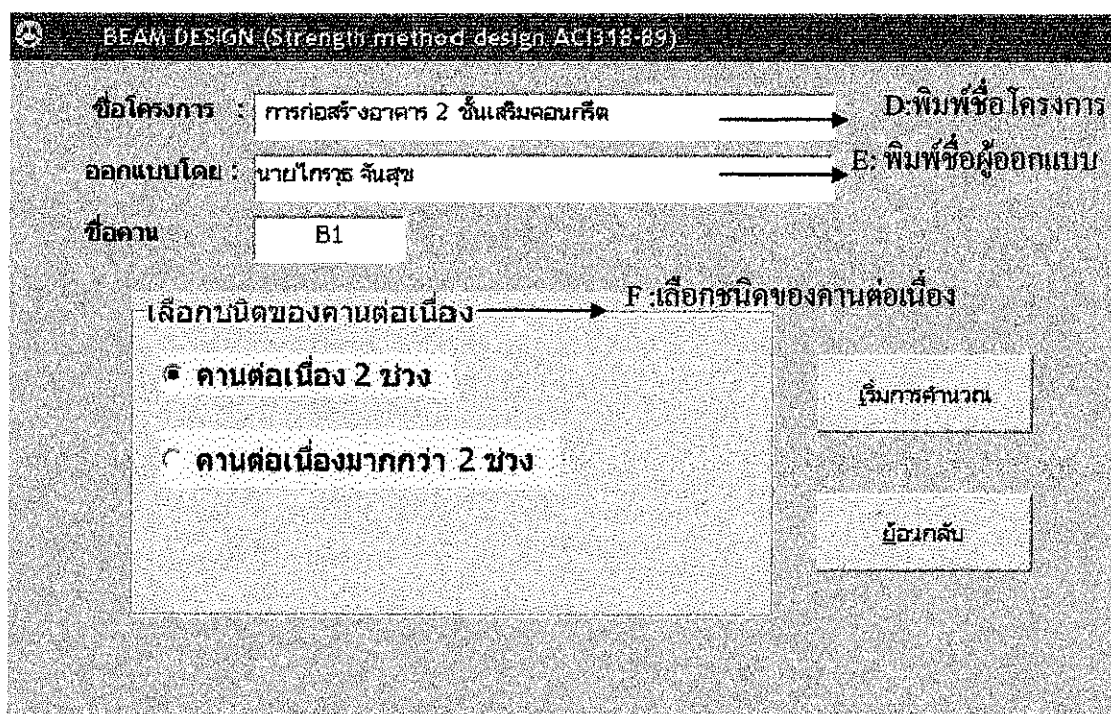 BEAM DESIGN (Strength method design ACI318-89)
ชื่อโครงการ : การก่อสร้างอาคาร 2 ชั้นเสริมคอนกรีต D:พิมพ์ชื่อโครงการ
ออกแบบโดย : นายไกรวุธ จันสุข E: พิมพ์ชื่อผู้ออกแบบ
ชื่อคาน B1
เลือกชนิดของคานต่อเนื่อง F :เลือกชนิดของคานต่อเนื่อง
คานต่อเนื่อง 2 ช่วง
เริ่มการคำนวณ
คานต่อเนื่องมากกว่า 2 ช่วง
ย้อนกลับ